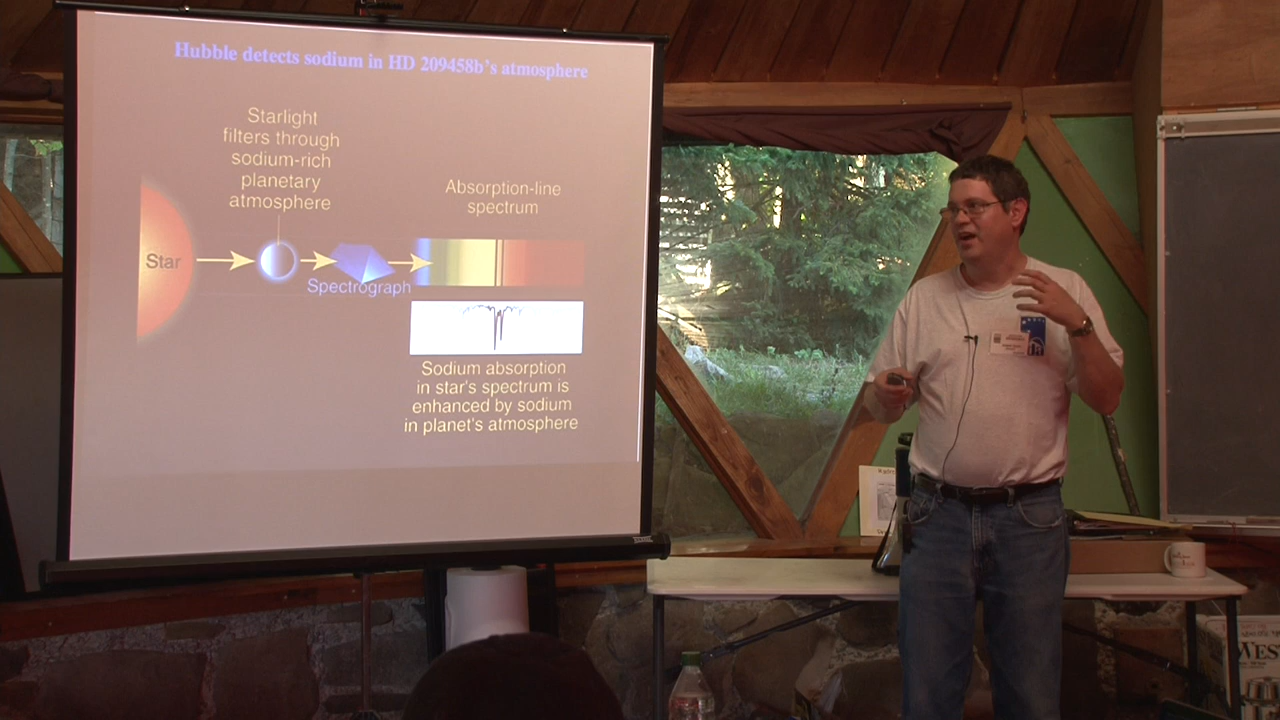 Hubble detects sodium in HD 209458b's atmosphere
Starlight
filters through
sodium-rich
planetary
atmosphere
Absorption-line
spectrum
Star
Spectrograph
Sodium absorption
in star's spectrum is
enhanced by sodium
in planet's atmosphere
WEST